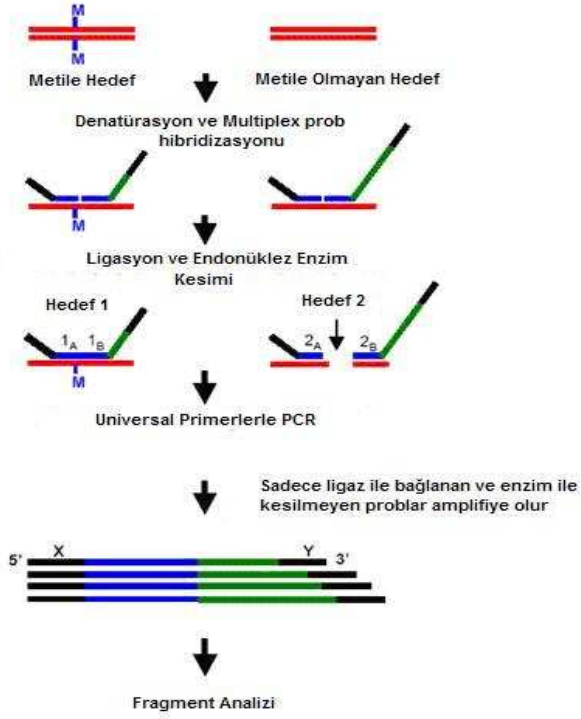 M
M
Metile Hedef
Metile Olmayan Hedef
Denatürasyon ve Multiplex prob
hibridizasyonu
M
Ligasyon ve Endonüklez Enzim
Kesimi
Hedef 1
Hedef 2
1A 1B
2A 2B
M
Universal Primerlerle PCR
Sadece ligaz ile bağlanan ve enzim ile
kesilmeyen problar amplifiye olur
5' X Y 3'
Fragment Analizi